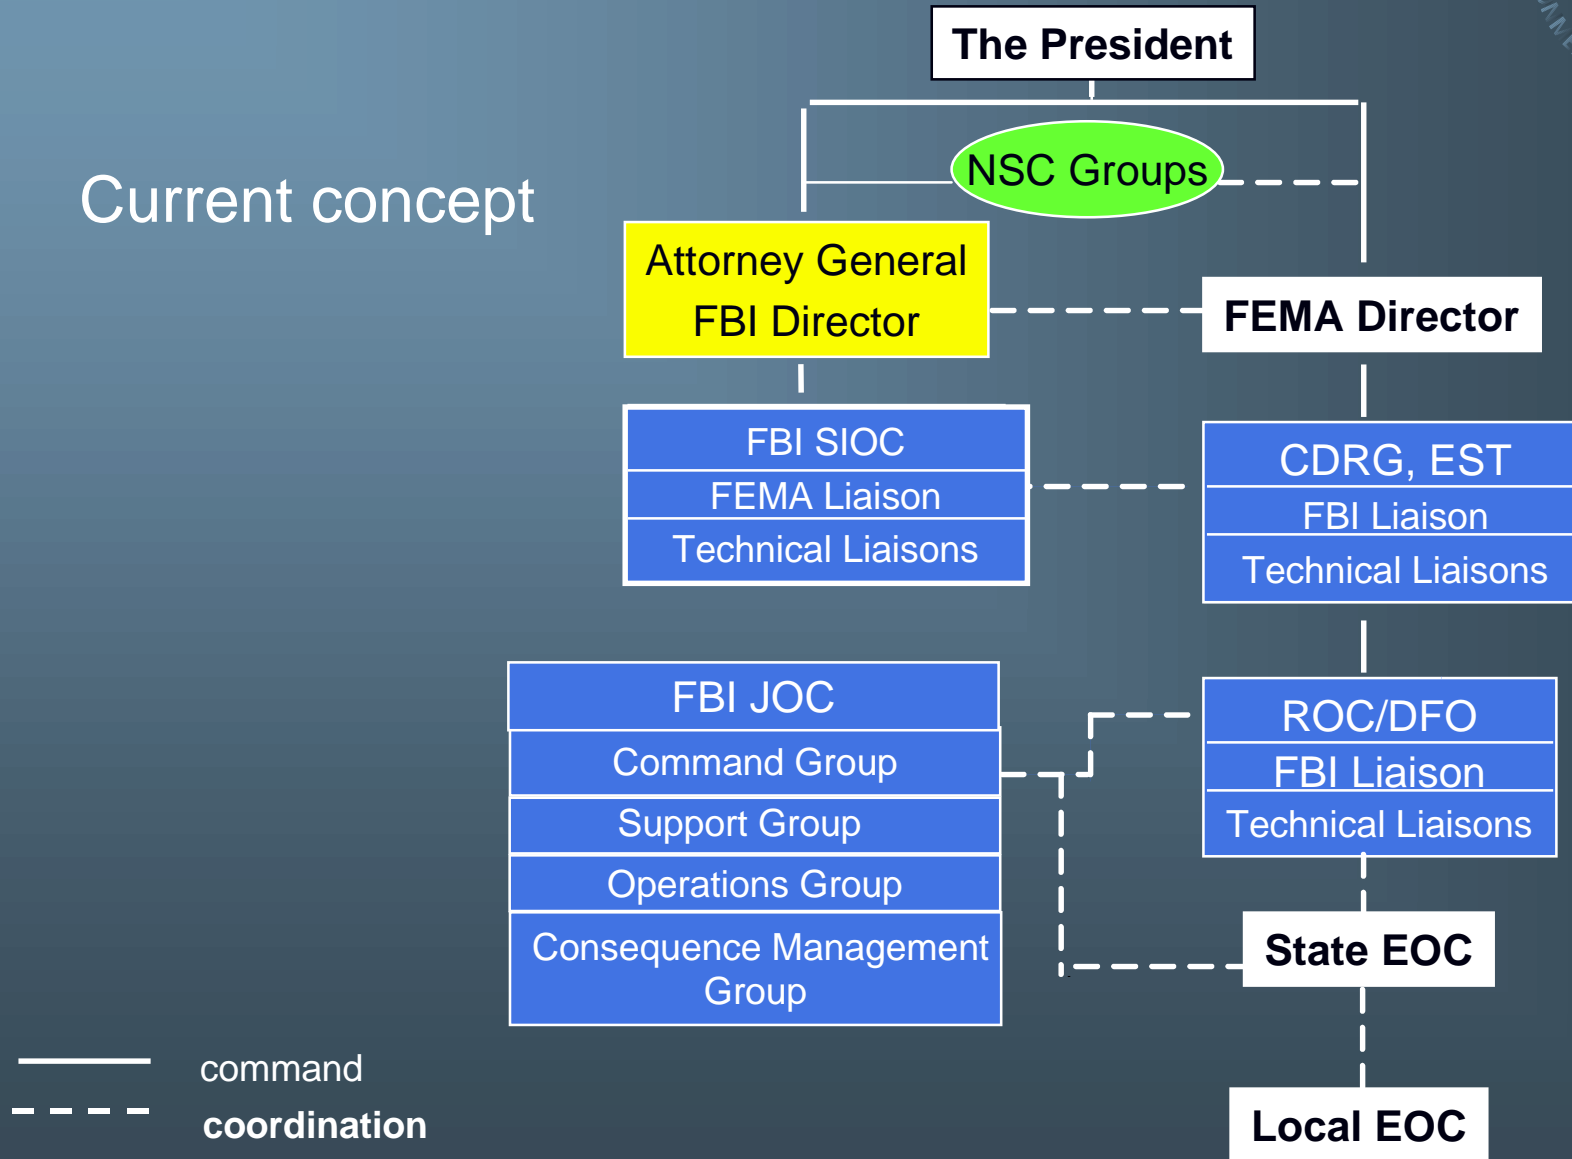 The President
NSC Groups
Current concept
Attorney General
FBI Director
FEMA Director
FBI SIOC
FEMA Liaison
Technical Liaisons
CDRG, EST
FBI Liaison
Technical Liaisons
FBI JOC
Command Group
Support Group
Operations Group
Consequence Management
Group
ROC/DFO
FBI Liaison
Technical Liaisons
State EOC
Local EOC
command
coordination